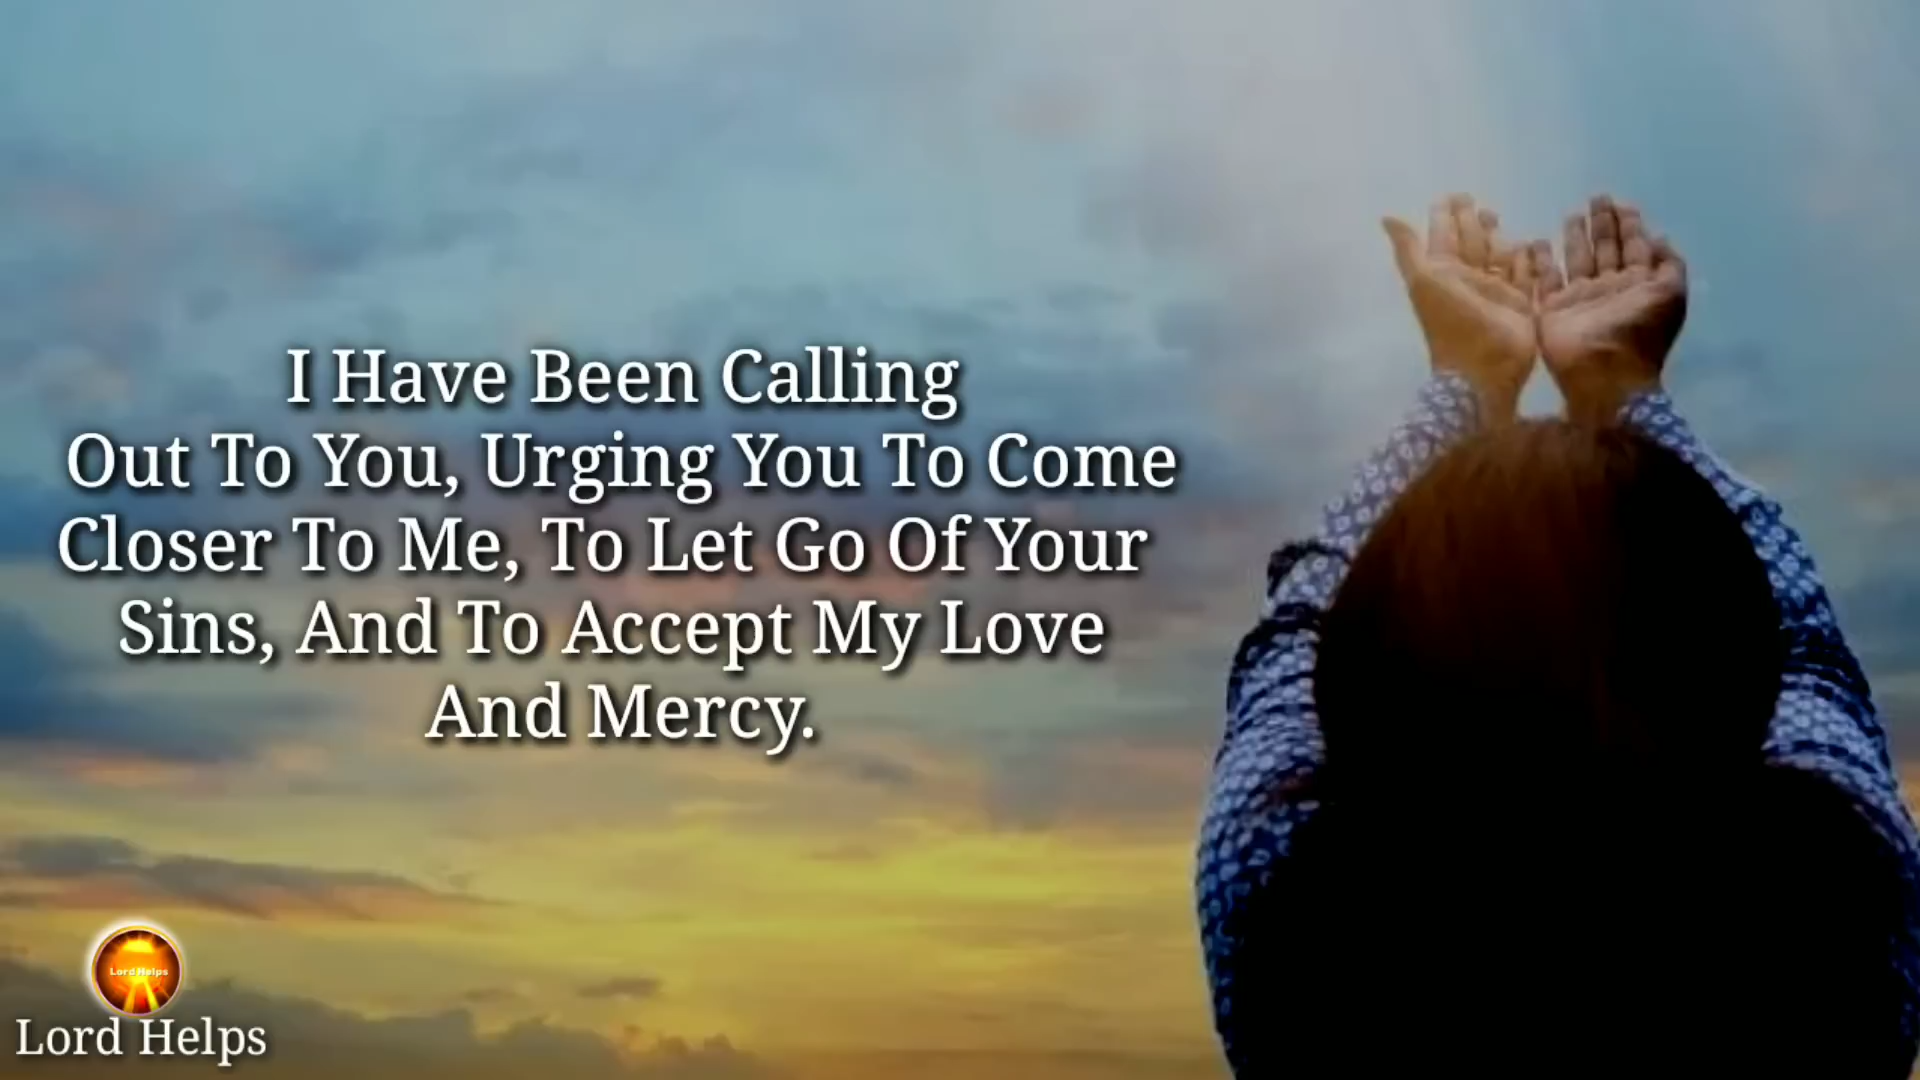 I Have Been Calling
Out To You, Urging You To Come
Closer To Me, To Let Go Of Your
Sins, And To Accept My Love
And Mercy.
Lord Helps
Lord Helps